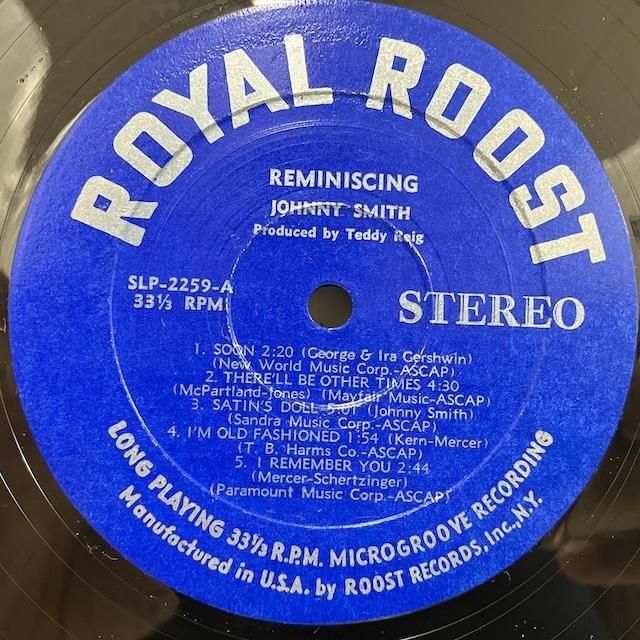 ROYAL ROOST
REMINISCING
JOHNNY SMITH
Produced by Teddy Reig
SLP-2259-A
33⅓ RPM
STEREO
1. SOON 2:20 (George & Ira Gershwin)
(New World Music Corp.-ASCAP)
2. THERE'LL BE OTHER TIMES 4:30
(McPartland-Jones) (Mayfair Music-ASCAP)
3. SATIN'S DOLL 5:01 (Johnny Smith)
(Sandra Music Corp.-ASCAP)
4. I'M OLD FASHIONED 1:54 (Kern-Mercer)
(T. B. Harms Co.-ASCAP)
5. I REMEMBER YOU 2:44
(Mercer-Schertzinger)
(Paramount Music Corp.-ASCAP)
LONG PLAYING 33⅓ R.P.M. MICROGROOVE RECORDING
Manufactured in U.S.A. by ROOST RECORDS, Inc., N.Y.